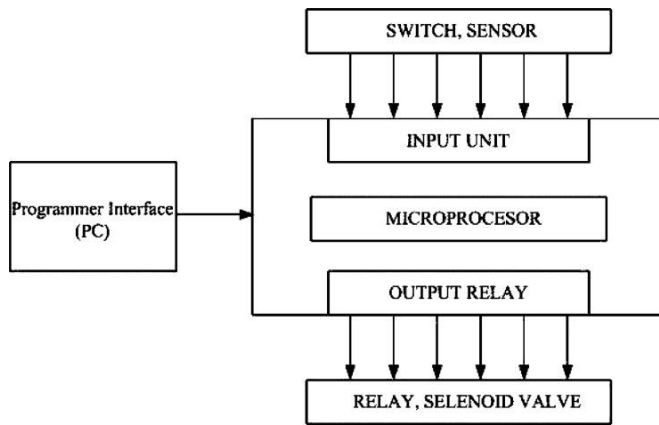 SWITCH, SENSOR
INPUT UNIT
Programmer Interface
(PC)
MICROPROCESOR
OUTPUT RELAY
RELAY, SELENOID VALVE